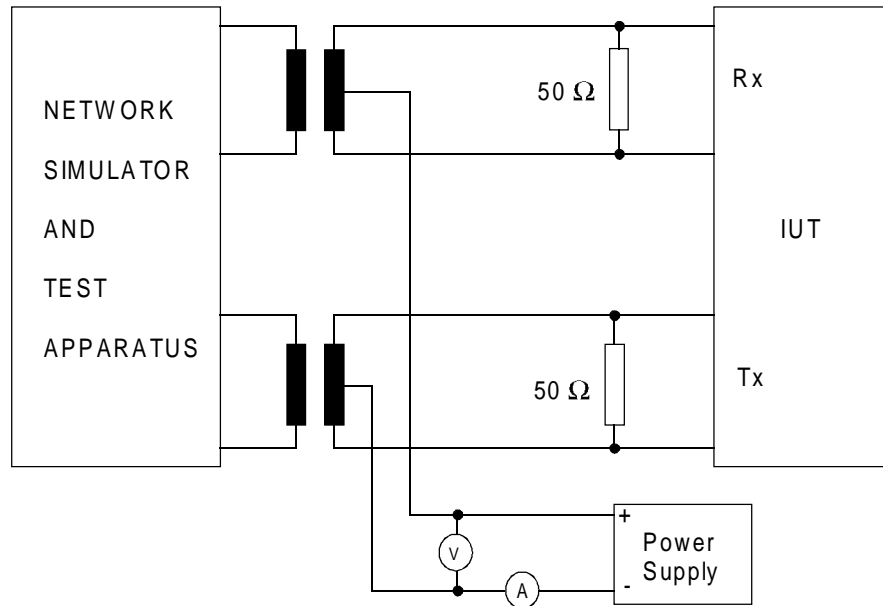 NETWORK
SIMULATOR
AND
TEST
APPARATUS
50 Ω
Rx
IUT
50 Ω
Tx
V
A
+
-
Power
Supply